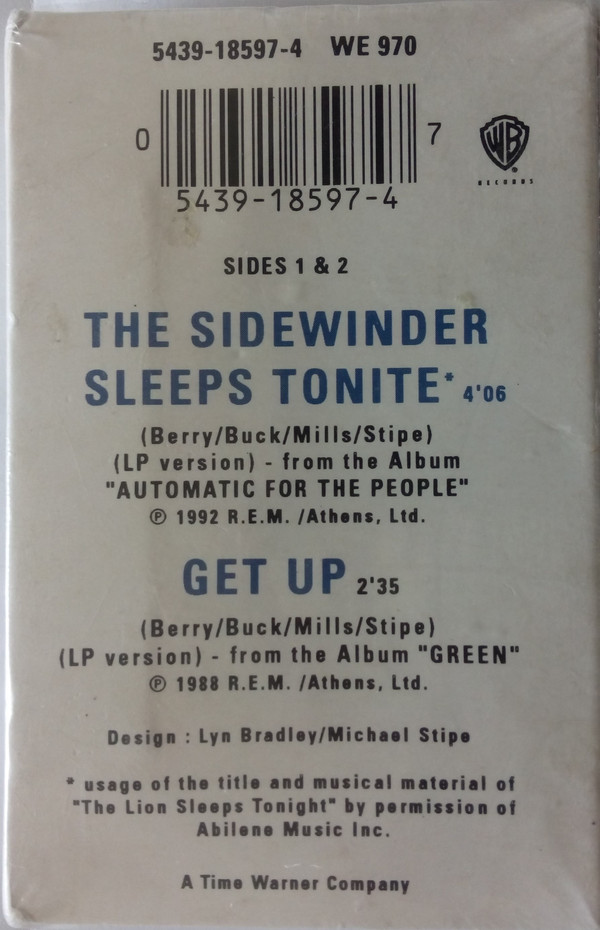 5439-18597-4 WE 970
0 7
5439-18597-4
WB
RECORDS
SIDES 1 & 2
THE SIDEWINDER
SLEEPS TONITE* 4'06
(Berry/Buck/Mills/Stipe)
(LP version) - from the Album
"AUTOMATIC FOR THE PEOPLE"
℗ 1992 R.E.M. /Athens, Ltd.
GET UP 2'35
(Berry/Buck/Mills/Stipe)
(LP version) - from the Album "GREEN"
℗ 1988 R.E.M. /Athens, Ltd.
Design : Lyn Bradley/Michael Stipe
* usage of the title and musical material of
"The Lion Sleeps Tonight" by permission of
Abilene Music Inc.
A Time Warner Company